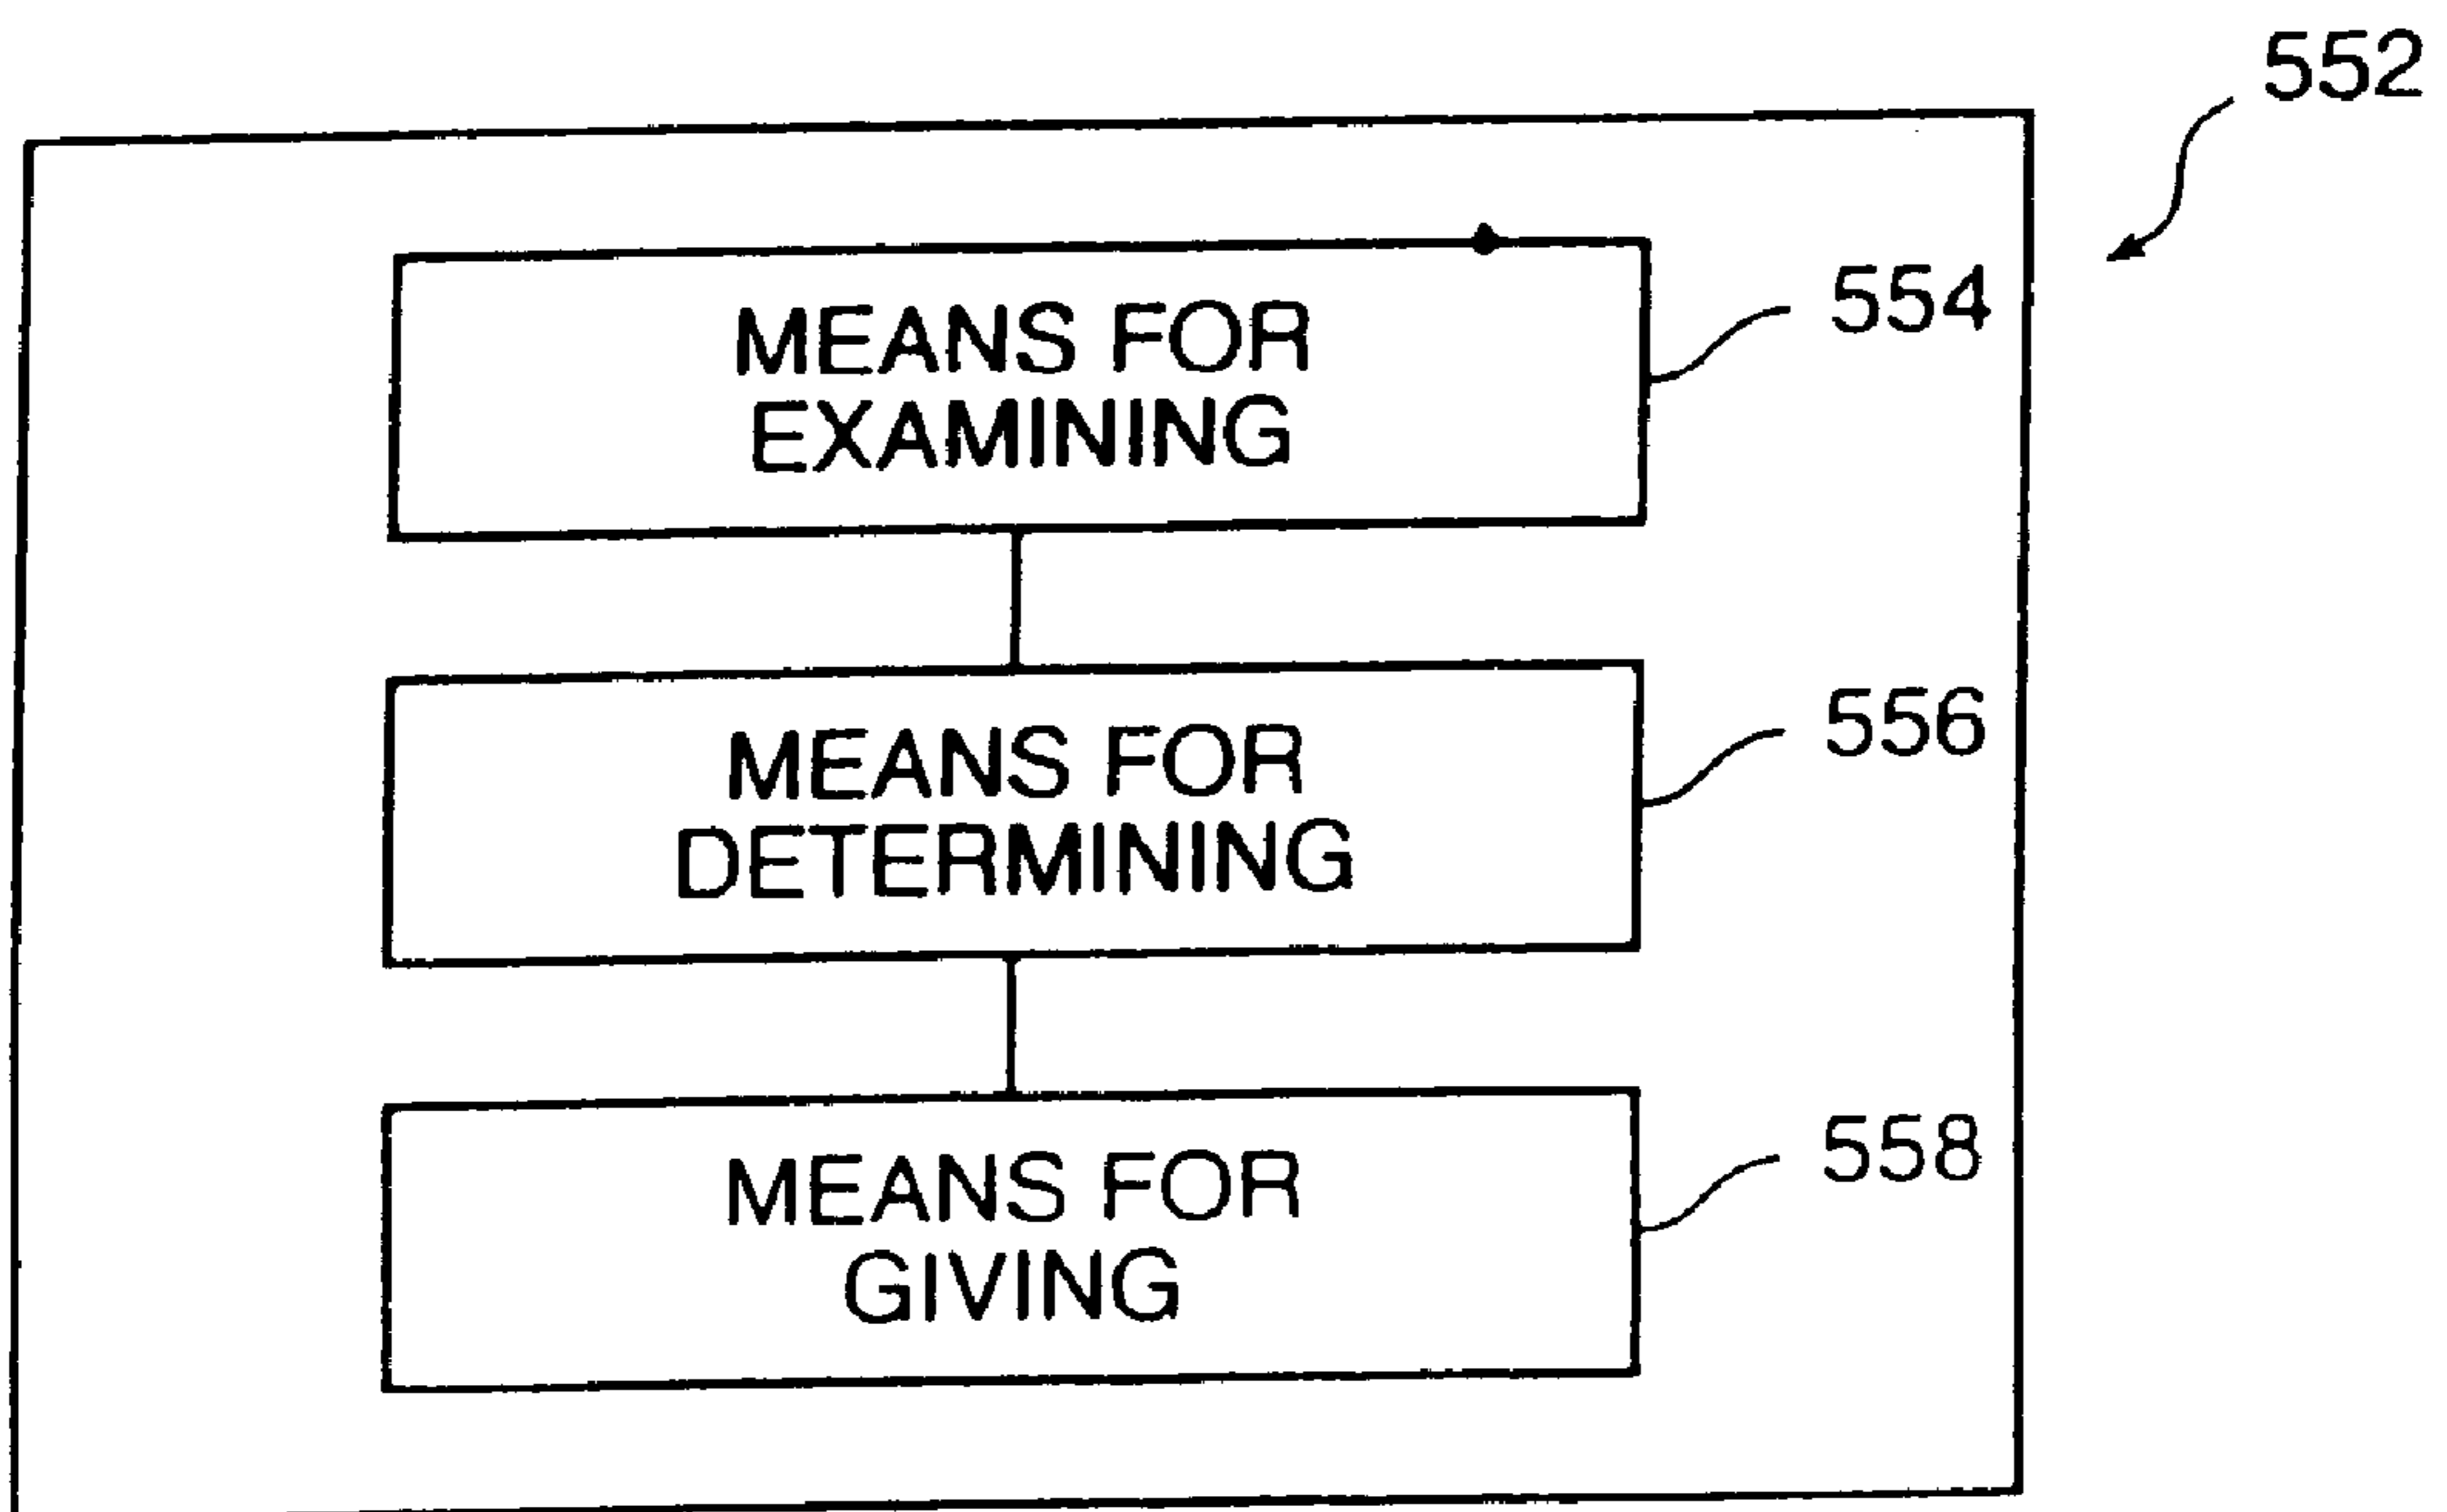 552
MEANS FOR
EXAMINING
554
MEANS FOR
DETERMINING
556
MEANS FOR
GIVING
558